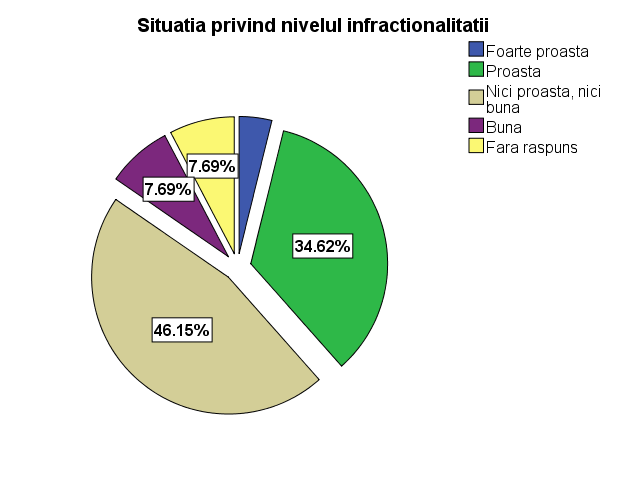 Situatia privind nivelul infractionalitatii
Foarte proasta
Proasta
Nici proasta, nici
buna
Buna
Fara raspuns
7.69%
7.69%
34.62%
46.15%